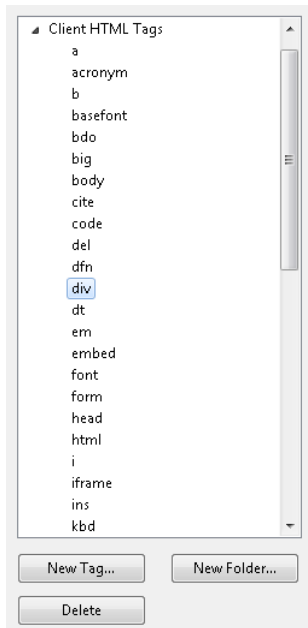 Client HTML Tags
a
acronym
b
basefont
bdo
big
body
cite
code
del
dfn
div
dt
em
embed
font
form
head
html
i
iframe
ins
kbd
New Tag...
New Folder...
Delete